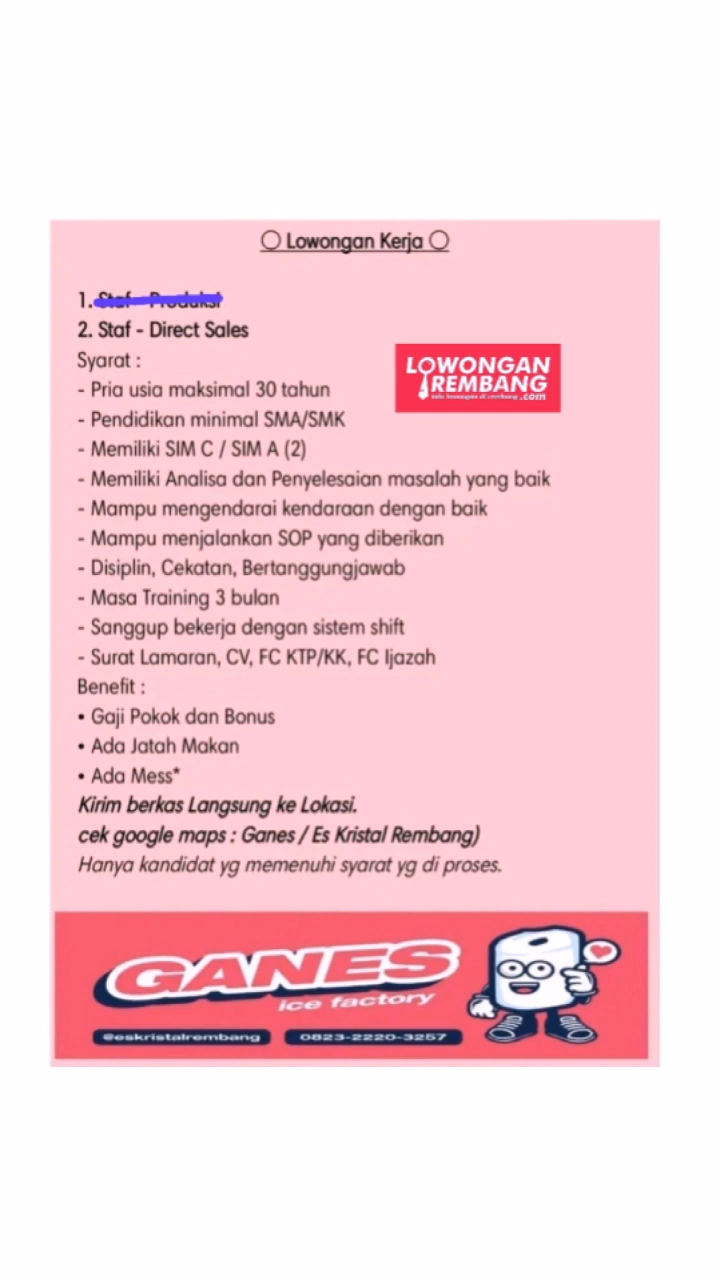 ○ Lowongan Kerja ○
1. Staf - Produksi
2. Staf - Direct Sales
Syarat :
LOWONGAN
REMBANG
.com
- Pria usia maksimal 30 tahun
- Pendidikan minimal SMA/SMK
- Memiliki SIM C / SIM A (2)
- Memiliki Analisa dan Penyelesaian masalah yang baik
- Mampu mengendarai kendaraan dengan baik
- Mampu menjalankan SOP yang diberikan
- Disiplin, Cekatan, Bertanggungjawab
- Masa Training 3 bulan
- Sanggup bekerja dengan sistem shift
- Surat Lamaran, CV, FC KTP/KK, FC Ijazah
Benefit :
• Gaji Pokok dan Bonus
• Ada Jatah Makan
• Ada Mess*
Kirim berkas Langsung ke Lokasi.
cek google maps : Ganes / Es Kristal Rembang)
Hanya kandidat yg memenuhi syarat yg di proses.
GANES
ice factory
@eskristalrembang
0823-2220-3257